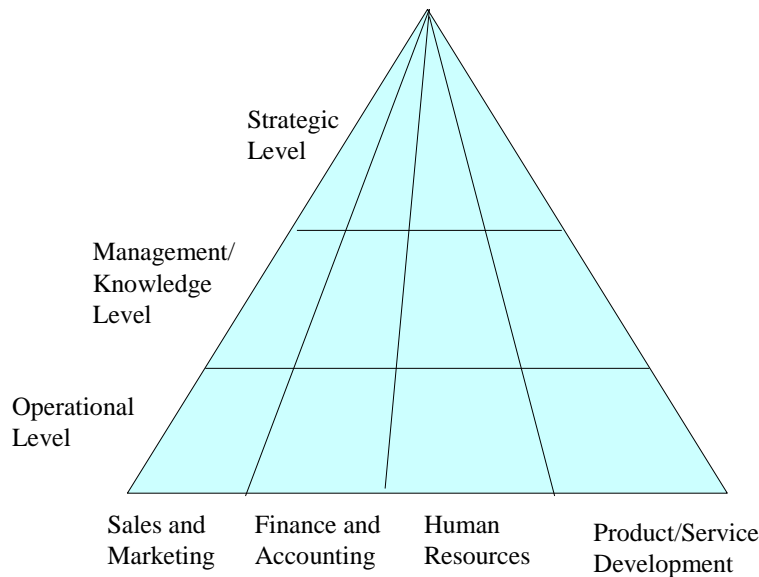 Strategic
Level
Management/
Knowledge
Level
Operational
Level
Sales and
Marketing
Finance and
Accounting
Human
Resources
Product/Service
Development